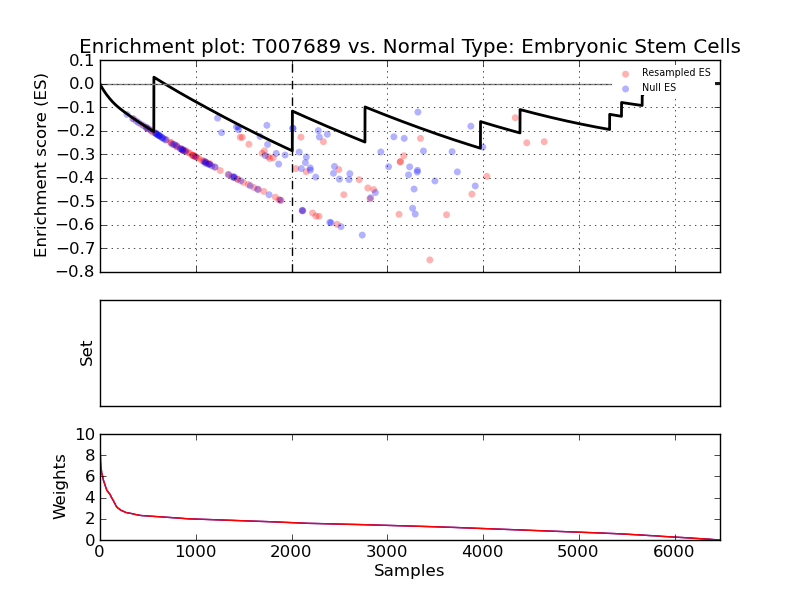 Enrichment plot: T007689 vs. Normal Type: Embryonic Stem Cells
0.1
0.0
−0.1
−0.2
−0.3
−0.4
−0.5
−0.6
−0.7
−0.8
Enrichment score (ES)
Resampled ES
Null ES
Set
10
8
6
4
2
0
Weights
0 1000 2000 3000 4000 5000 6000
Samples